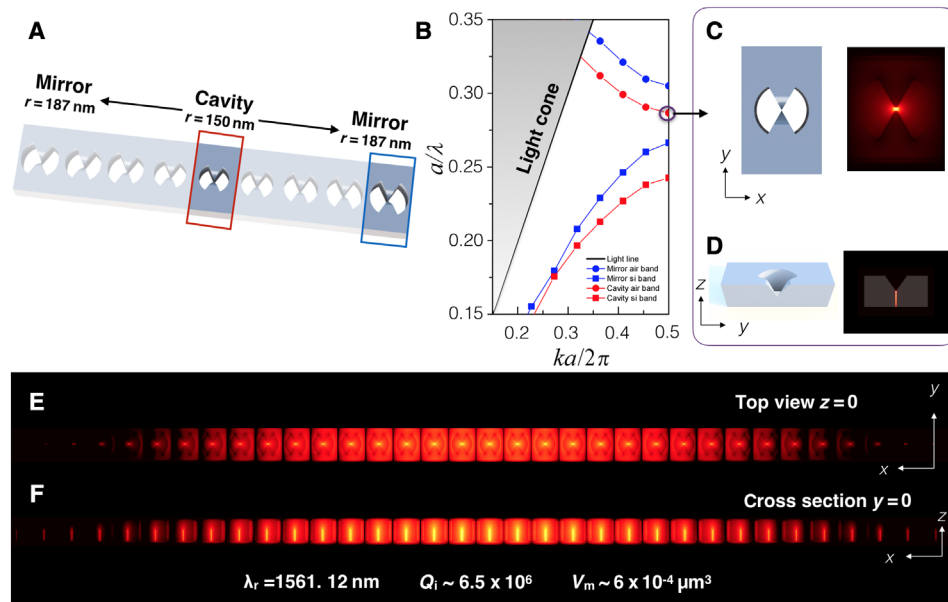 A
Mirror
r = 187 nm
Cavity
r = 150 nm
Mirror
r = 187 nm
B
a/λ
0.35
0.30
0.25
0.20
0.15
Light cone
Light line
Mirror air band
Mirror si band
Cavity air band
Cavity si band
0.2
0.3
0.4
0.5
ka/2π
C
y
x
D
z
y
E
Top view z = 0
y
x
F
Cross section y = 0
z
x
λr =1561. 12 nm Qi ~ 6.5 x 10⁶ Vm ~ 6 x 10⁻⁴ μm³